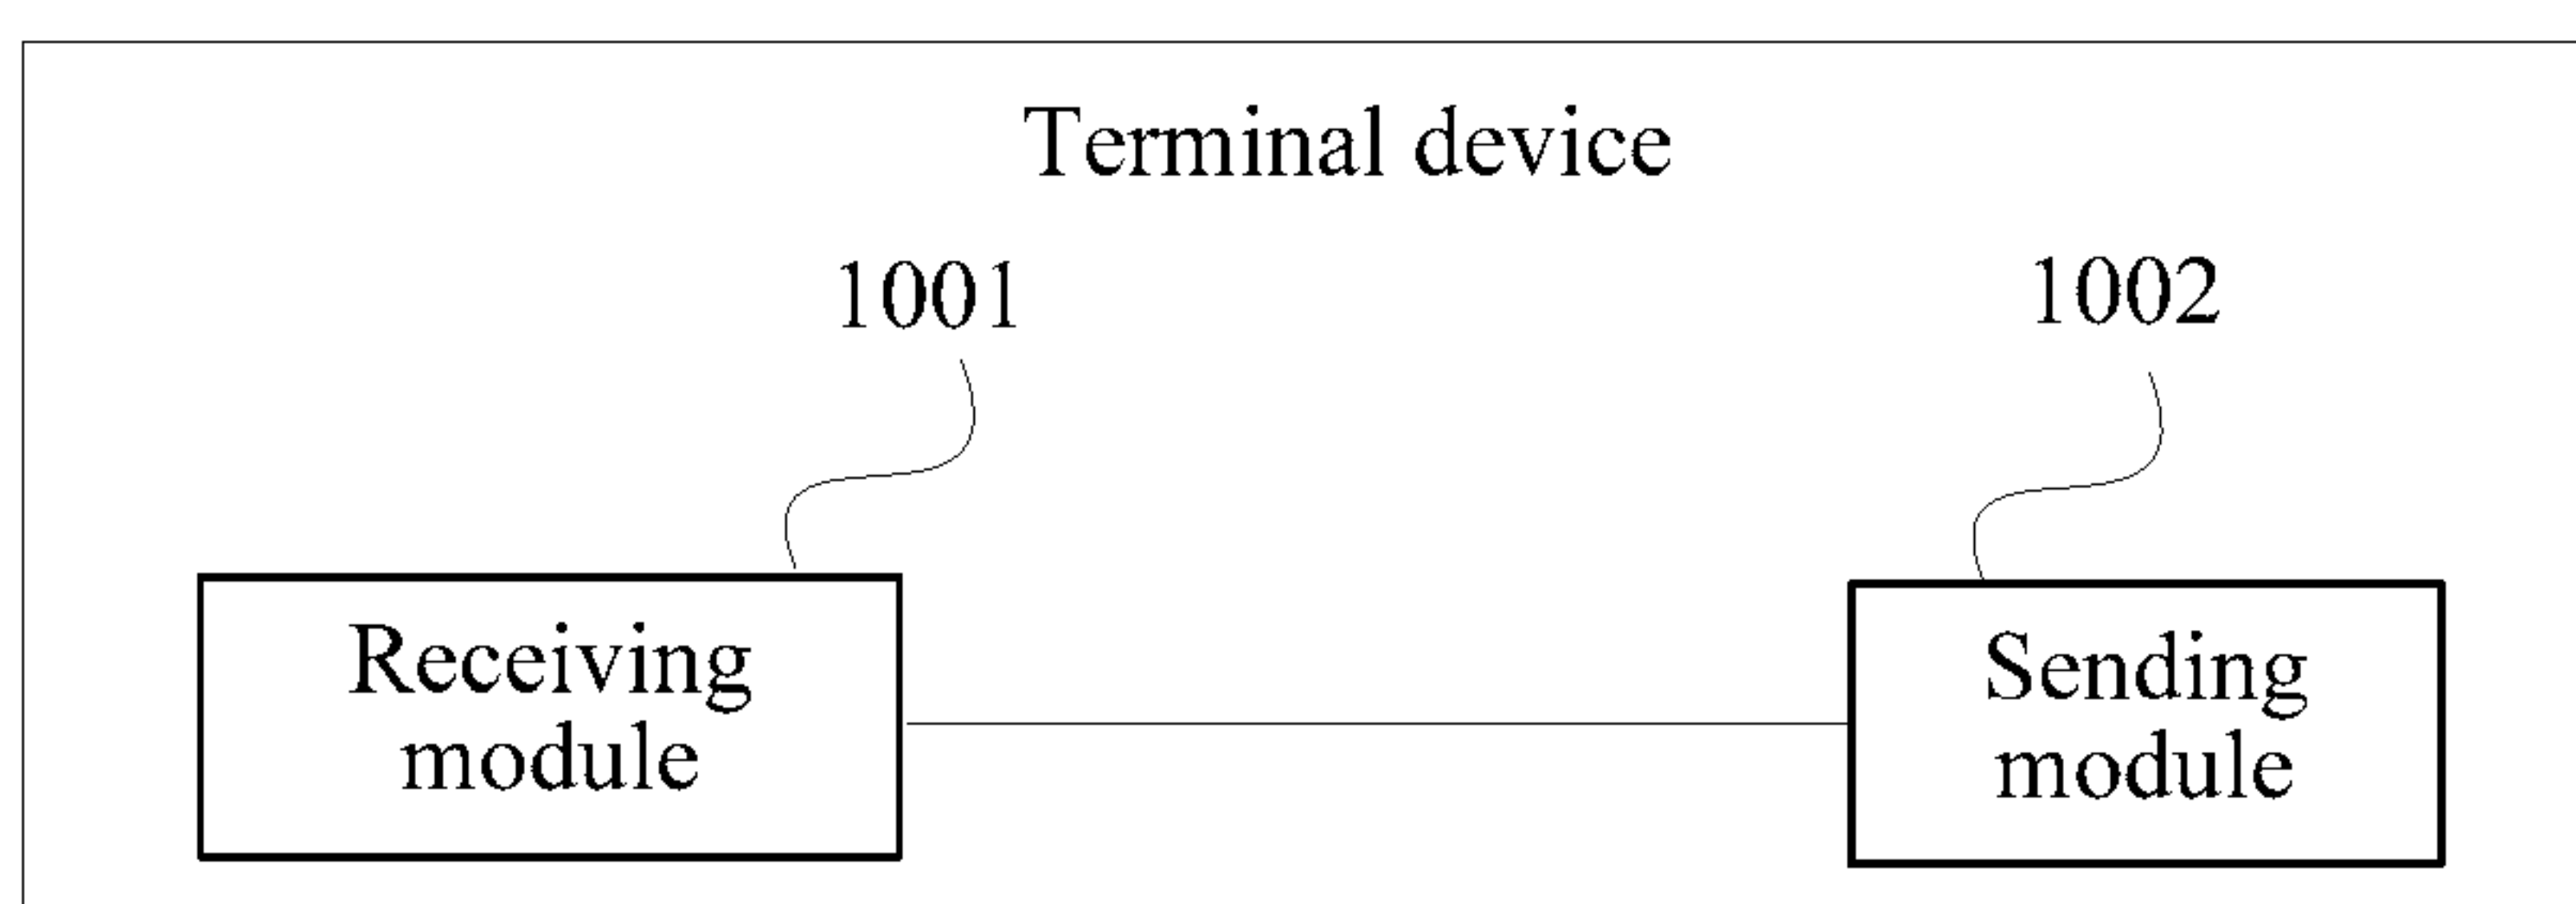 Terminal device
1001
1002
Receiving
module
Sending
module